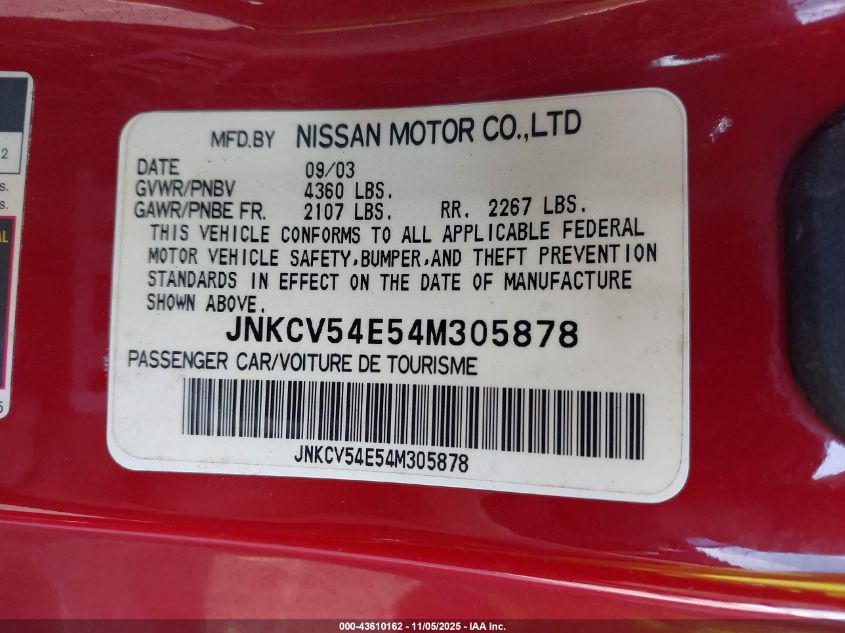 MFD.BY NISSAN MOTOR CO.,LTD
DATE 09/03
GVWR/PNBV 4360 LBS.
GAWR/PNBE FR. 2107 LBS. RR. 2267 LBS.
THIS VEHICLE CONFORMS TO ALL APPLICABLE FEDERAL
MOTOR VEHICLE SAFETY,BUMPER,AND THEFT PREVENTION
STANDARDS IN EFFECT ON THE DATE OF MANUFACTURE
SHOWN ABOVE.
JNKCV54E54M305878
PASSENGER CAR/VOITURE DE TOURISME
JNKCV54E54M305878
2
s.
s.
AL
5
000-43610162 - 11/05/2025 - IAA Inc.